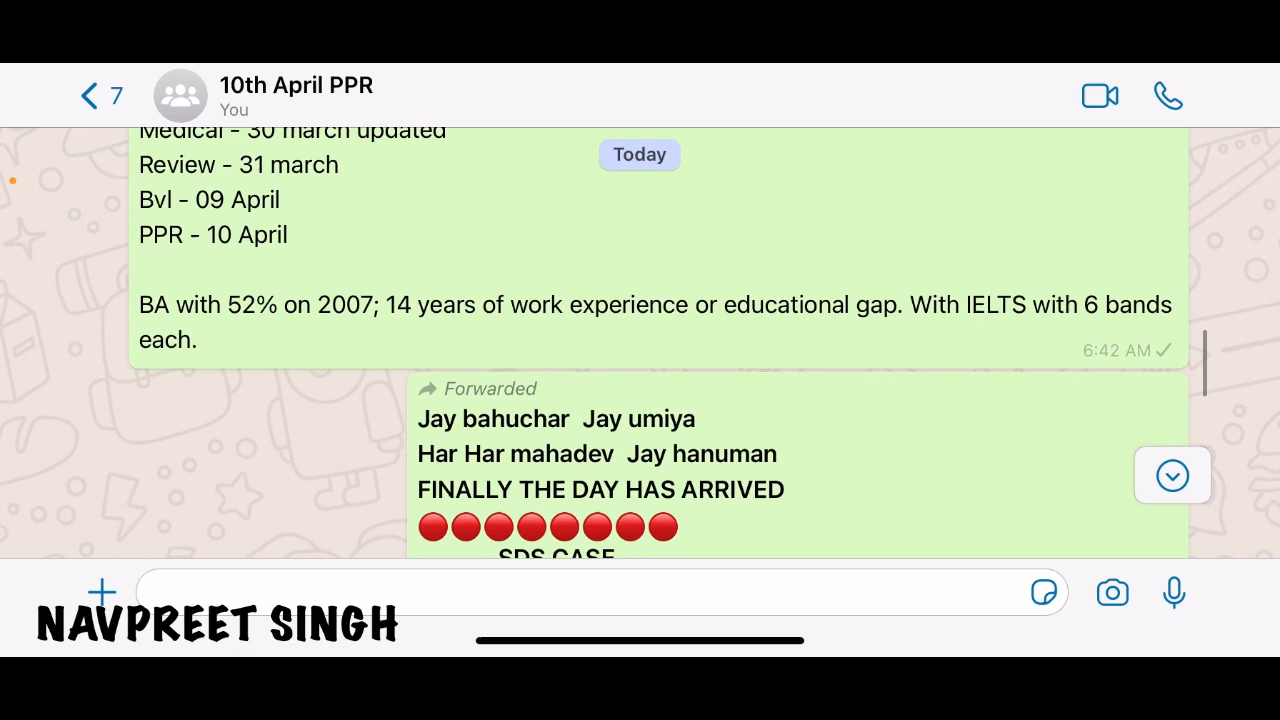 7
10th April PPR
You
Medical - 30 march updated
Today
Review - 31 march
Bvl - 09 April
PPR - 10 April
BA with 52% on 2007; 14 years of work experience or educational gap. With IELTS with 6 bands
each.
6:42 AM
Forwarded
Jay bahuchar  Jay umiya
Har Har mahadev  Jay hanuman
FINALLY THE DAY HAS ARRIVED
SDS CASE
NAVPREET SINGH